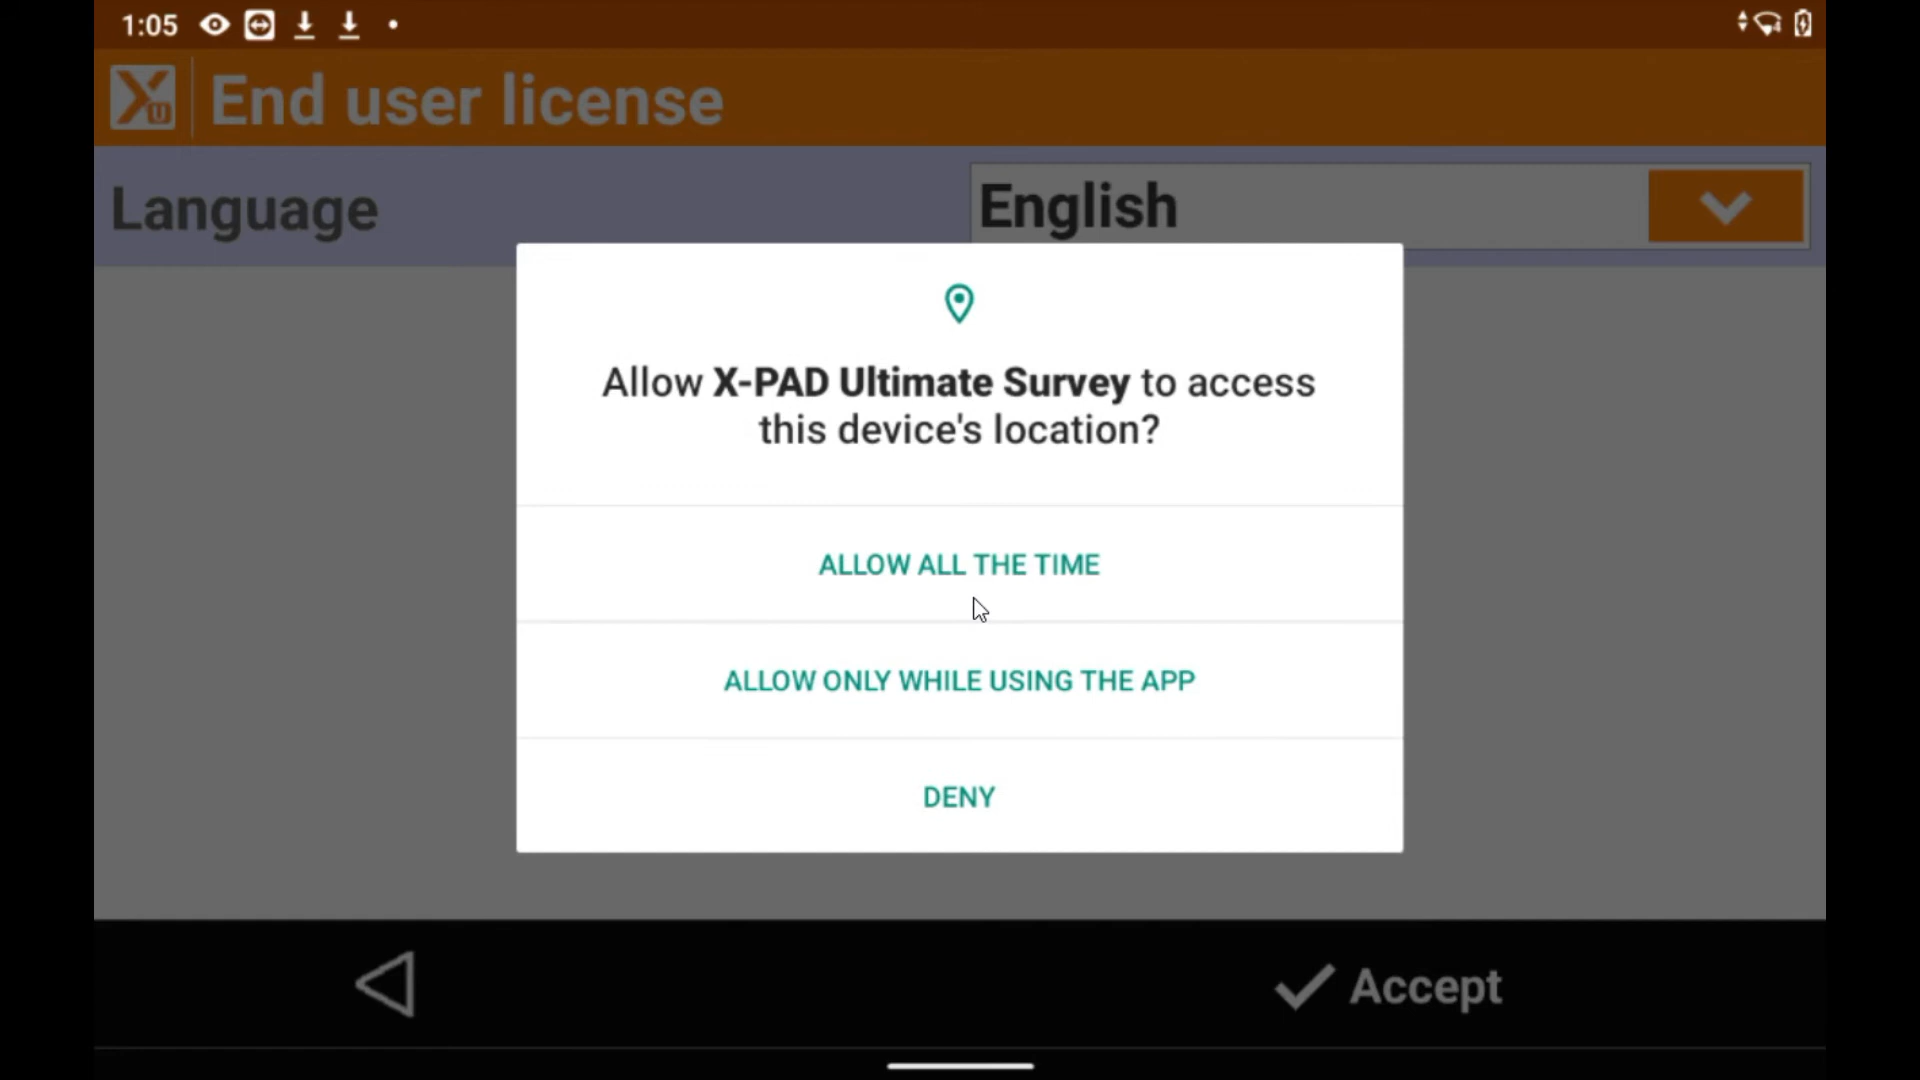 1:05
XU
End user license
Language
English
Allow X-PAD Ultimate Survey to access
this device's location?
ALLOW ALL THE TIME
ALLOW ONLY WHILE USING THE APP
DENY
Accept